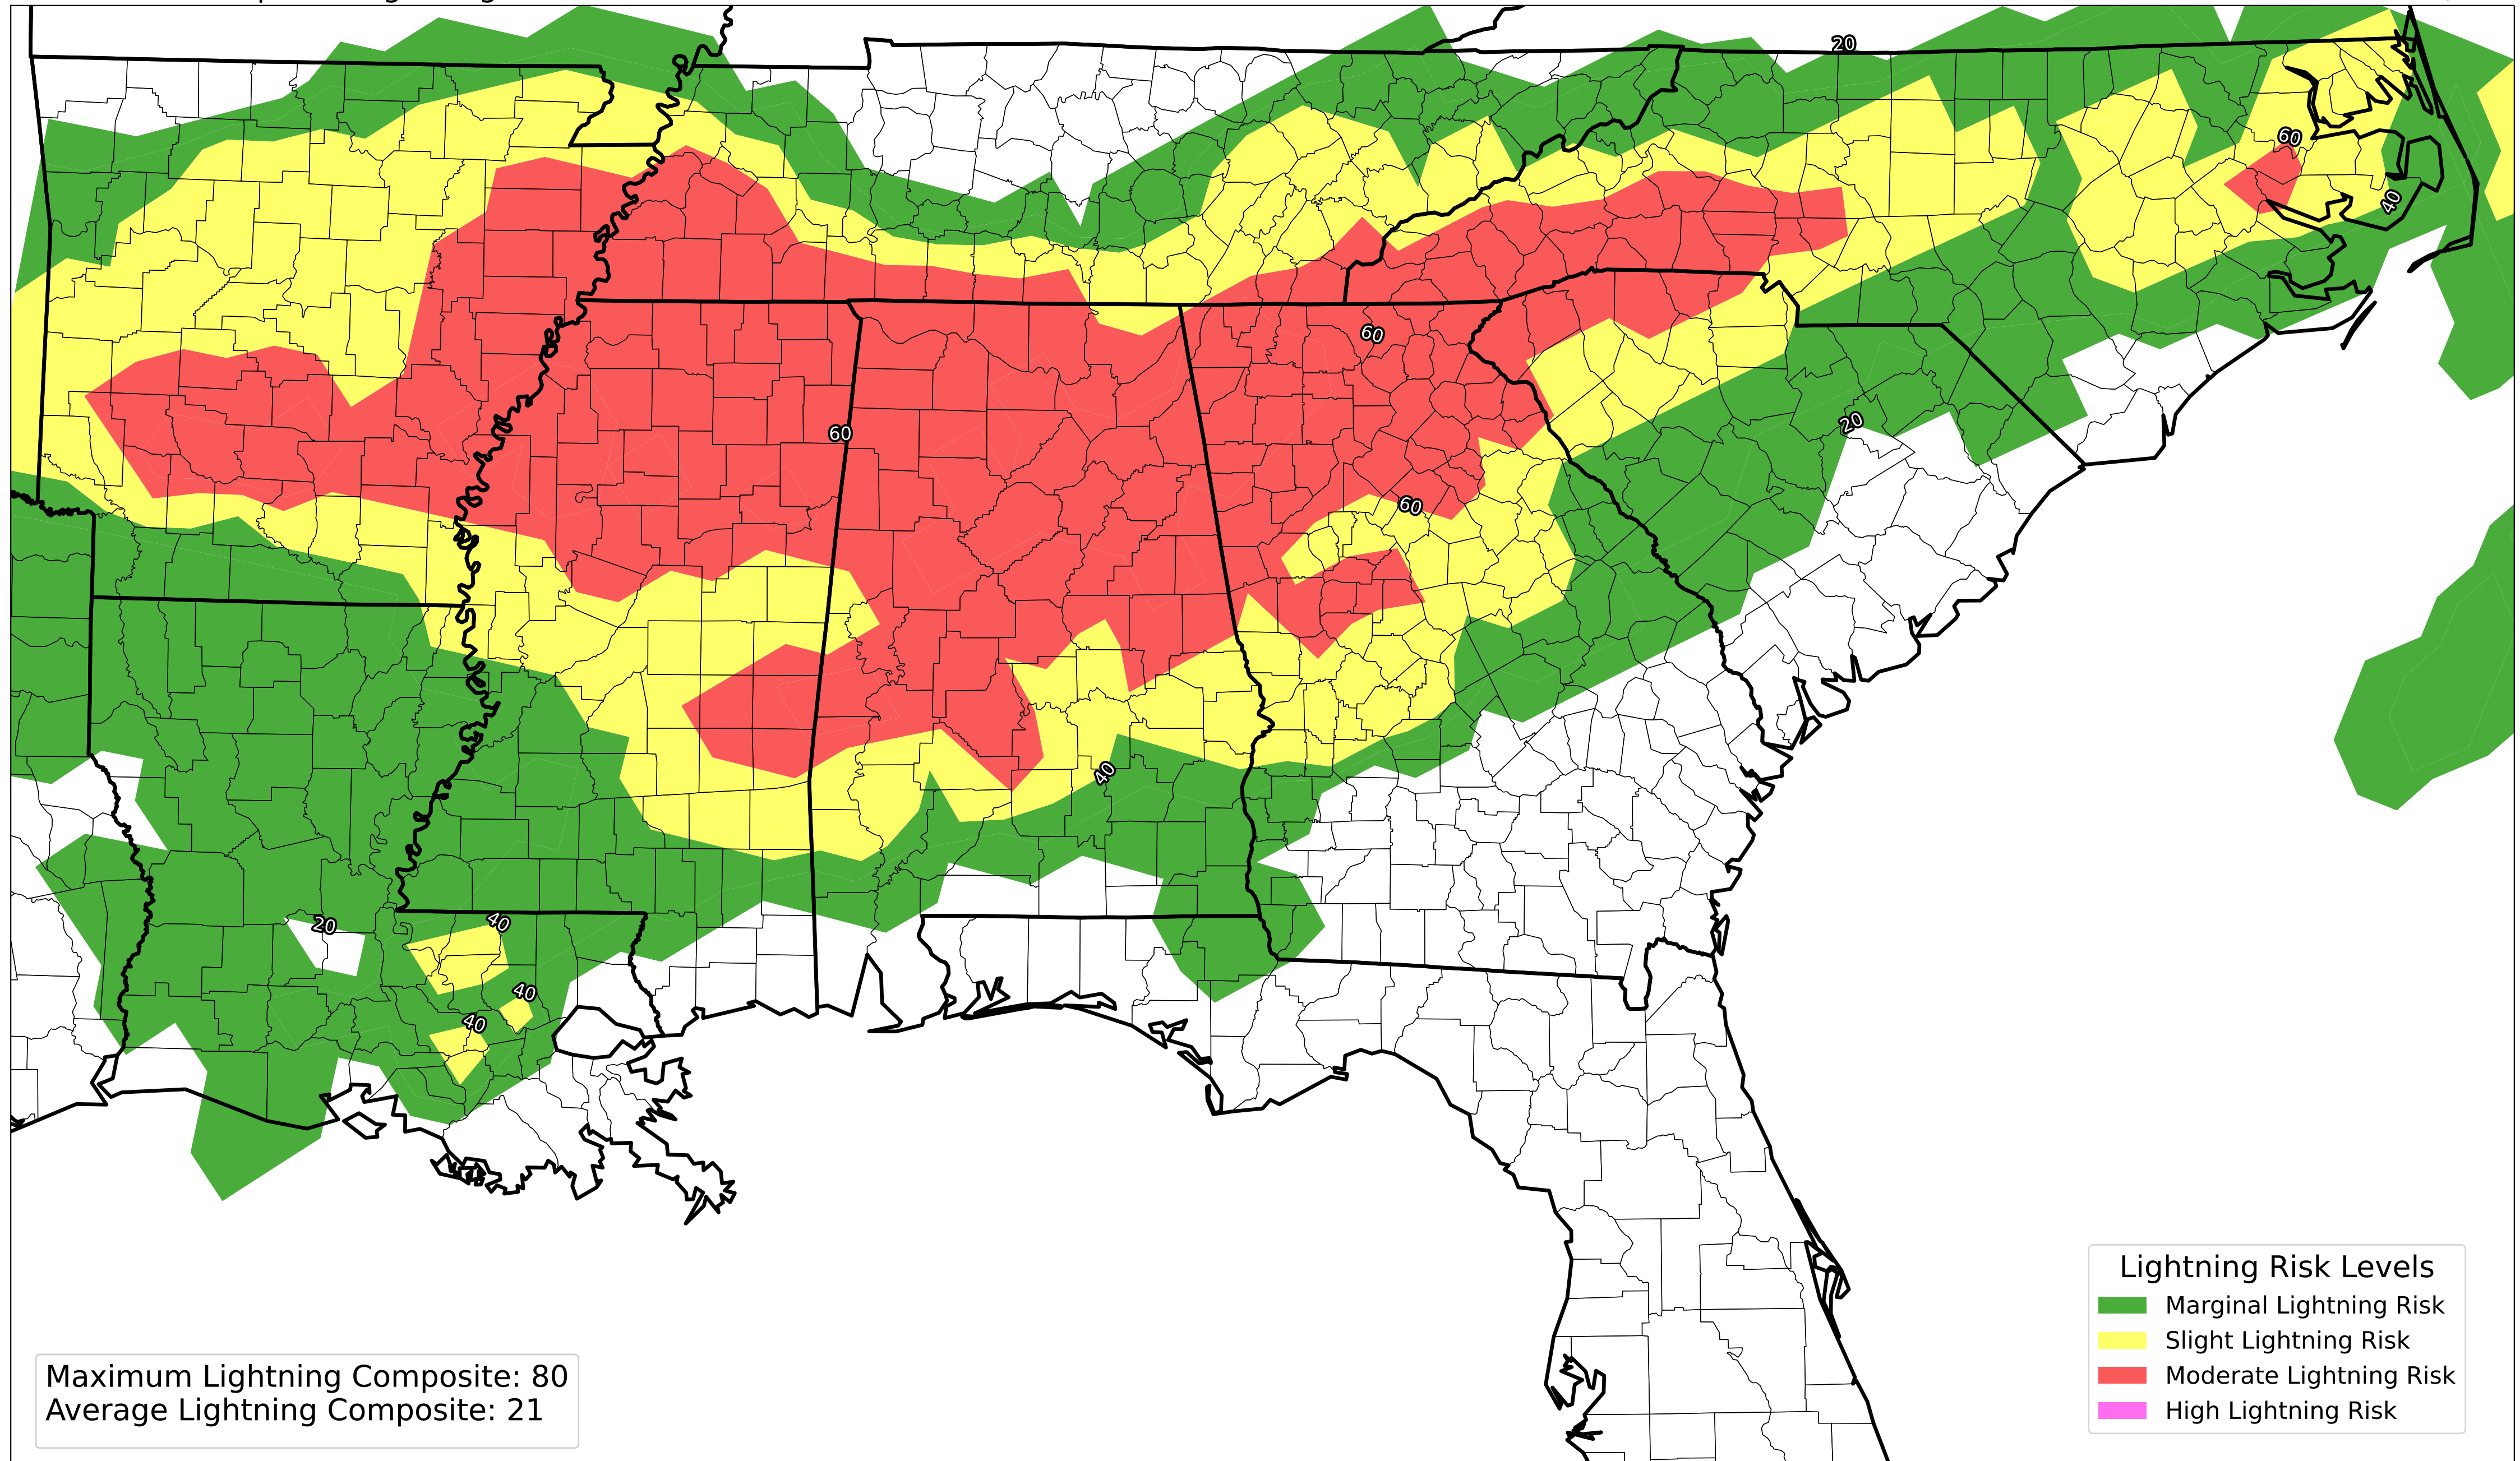 20
60
40
60
60
20
60
40
20
40
40
40
Lightning Risk Levels
Marginal Lightning Risk
Slight Lightning Risk
Moderate Lightning Risk
High Lightning Risk
Maximum Lightning Composite: 80
Average Lightning Composite: 21